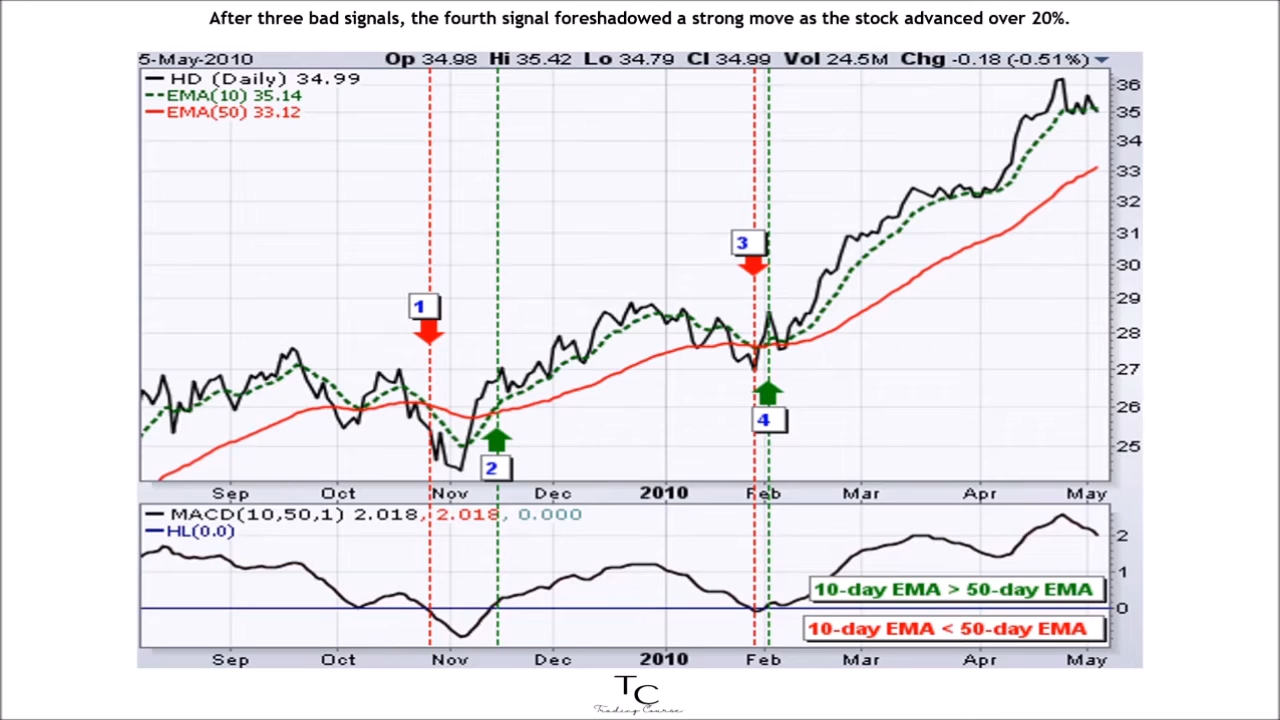 After three bad signals, the fourth signal foreshadowed a strong move as the stock advanced over 20%.
5-May-2010 Op 34.98 Hi 35.42 Lo 34.79 Cl 34.99 Vol 24.5M Chg -0.18 (-0.51%)
HD (Daily) 34.99
EMA(10) 35.14
EMA(50) 33.12
36
35
34
33
32
31
30
29
28
27
26
25
3
1
4
2
Sep Oct Nov Dec 2010 Feb Mar Apr May
MACD(10,50,1) 2.018, 2.018, 0.000
HL(0.0)
2
1
0
10-day EMA > 50-day EMA
10-day EMA < 50-day EMA
Sep Oct Nov Dec 2010 Feb Mar Apr May
TC
Trading Course